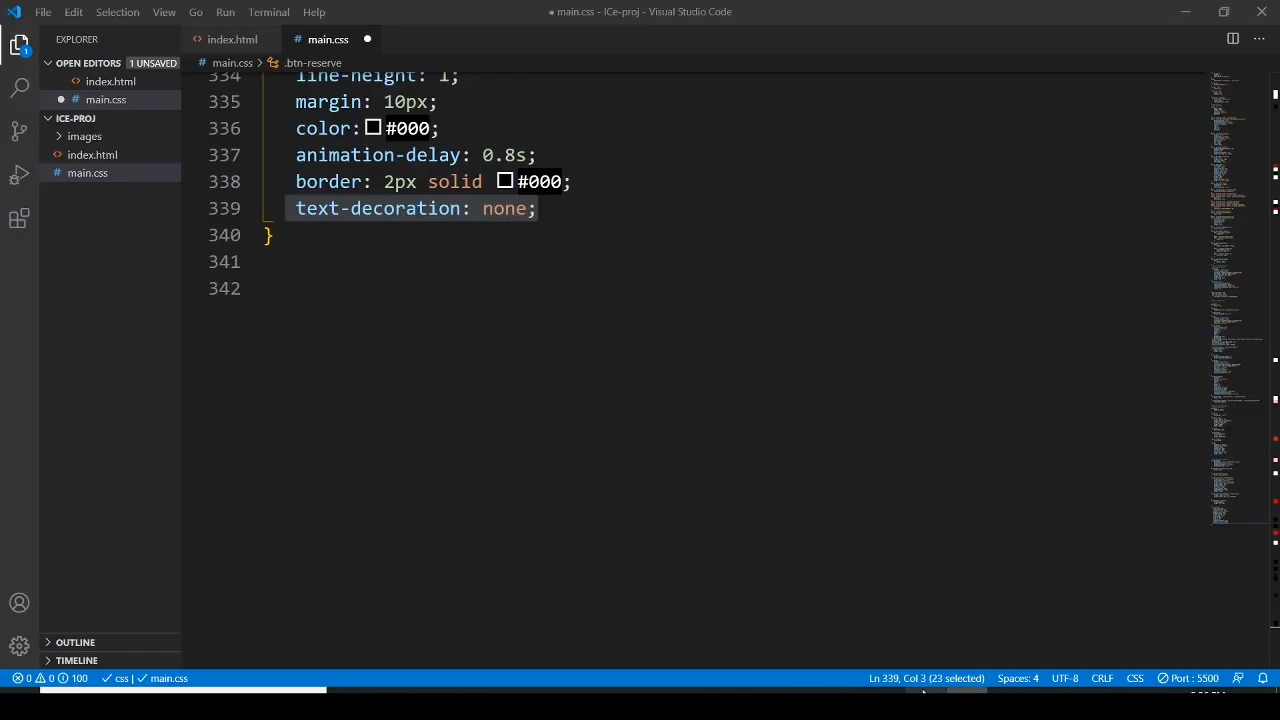 File Edit Selection View Go Run Terminal Help
● main.css - ICe-proj - Visual Studio Code
EXPLORER
OPEN EDITORS 1 UNSAVED
index.html
main.css
ICE-PROJ
images
index.html
main.css
OUTLINE
TIMELINE
1
index.html main.css
main.css > .btn-reserve
334 line-height: 1;
335 margin: 10px;
336 color: #000;
337 animation-delay: 0.8s;
338 border: 2px solid #000;
339 text-decoration: none;
340 }
341
342
0 0 100 css | main.css Ln 339, Col 3 (23 selected) Spaces: 4 UTF-8 CRLF CSS Port : 5500